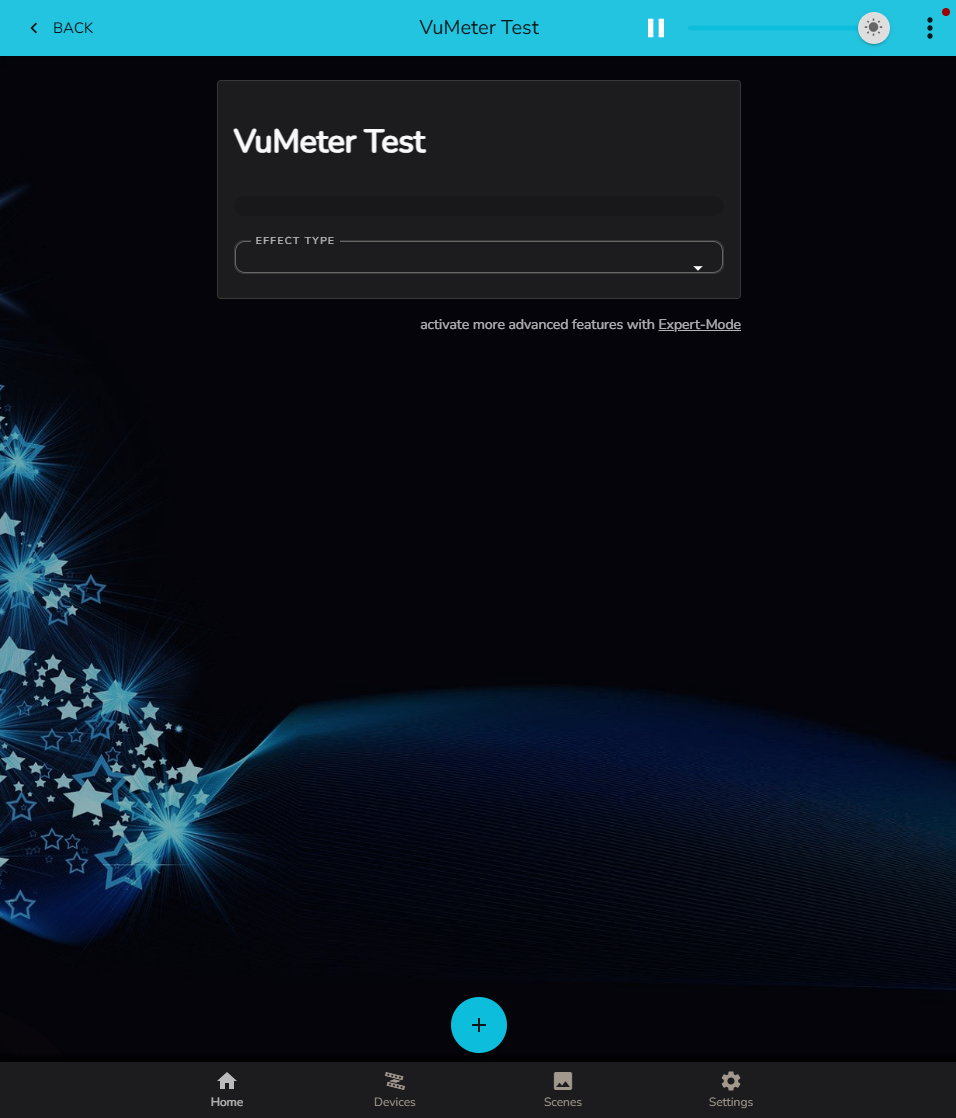 BACK
VuMeter Test
VuMeter Test
EFFECT TYPE
activate more advanced features with Expert-Mode
Home
Devices
Scenes
Settings